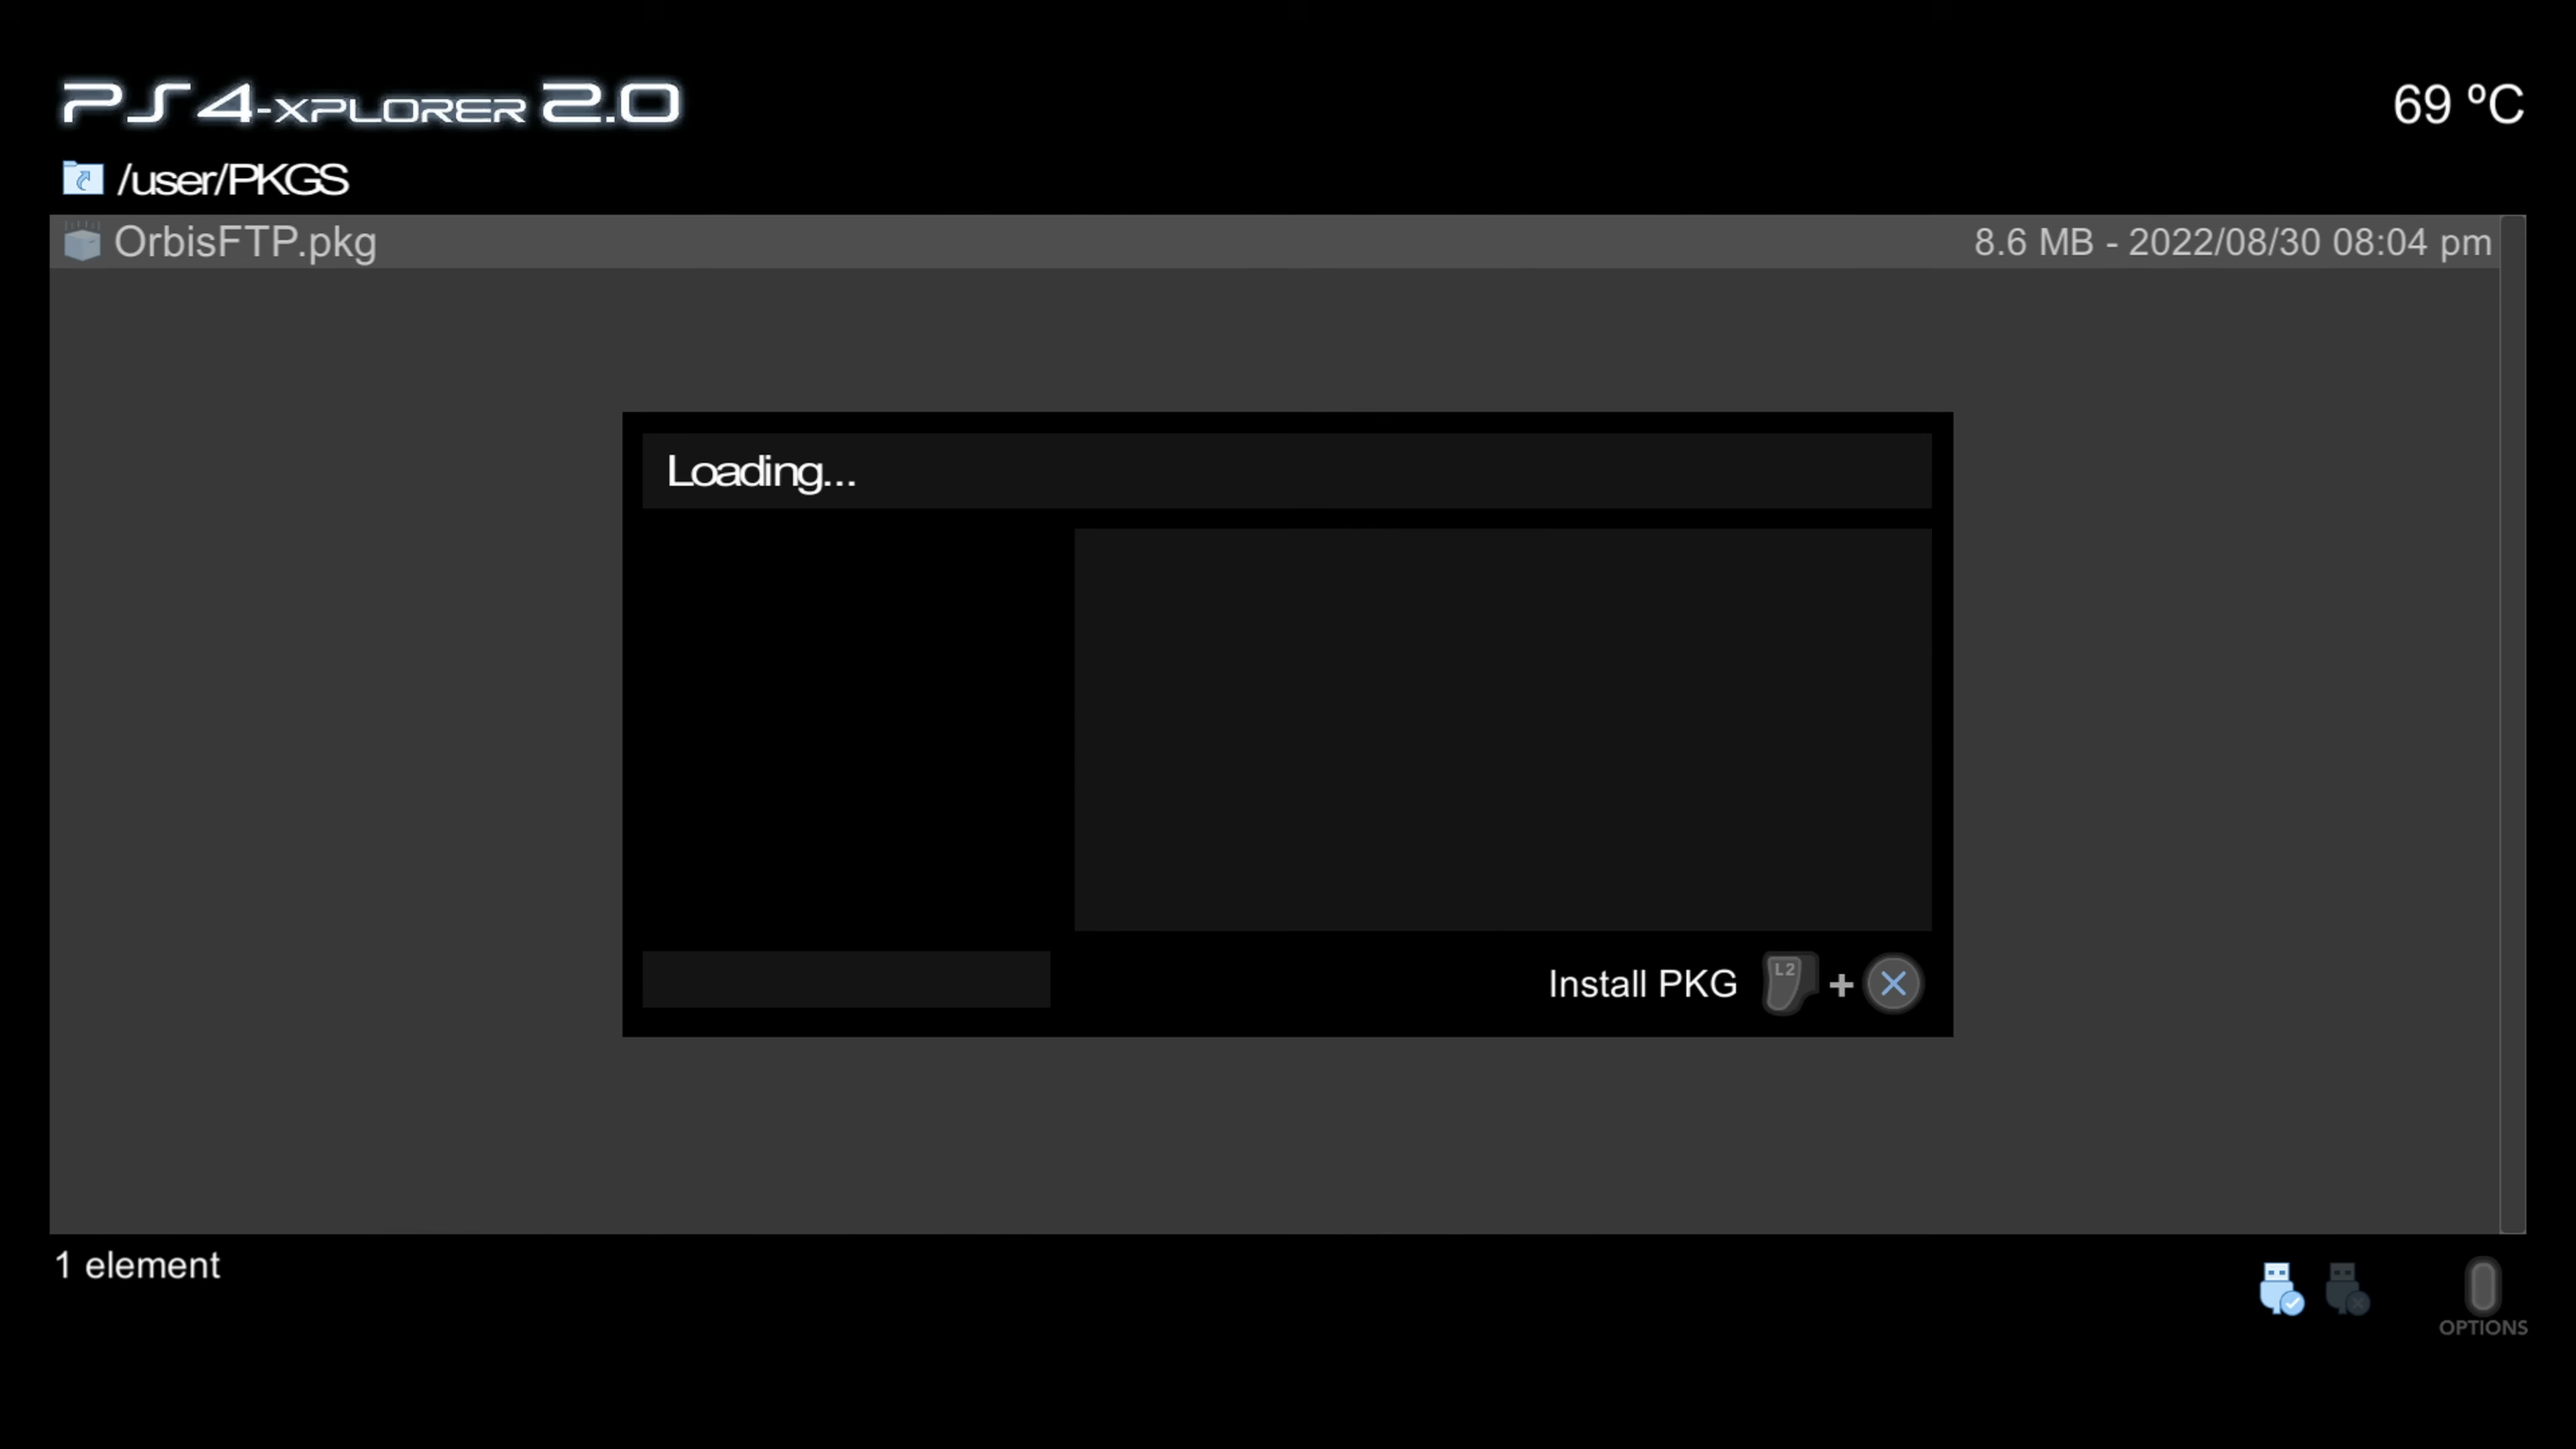 PS4-XPLORER 2.0
69 ºC
/user/PKGS
OrbisFTP.pkg 8.6 MB - 2022/08/30 08:04 pm
Loading...
Install PKG L2 +
1 element
OPTIONS